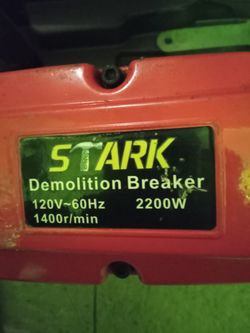 STARK
Demolition Breaker
120V~60Hz 2200W
1400r/min